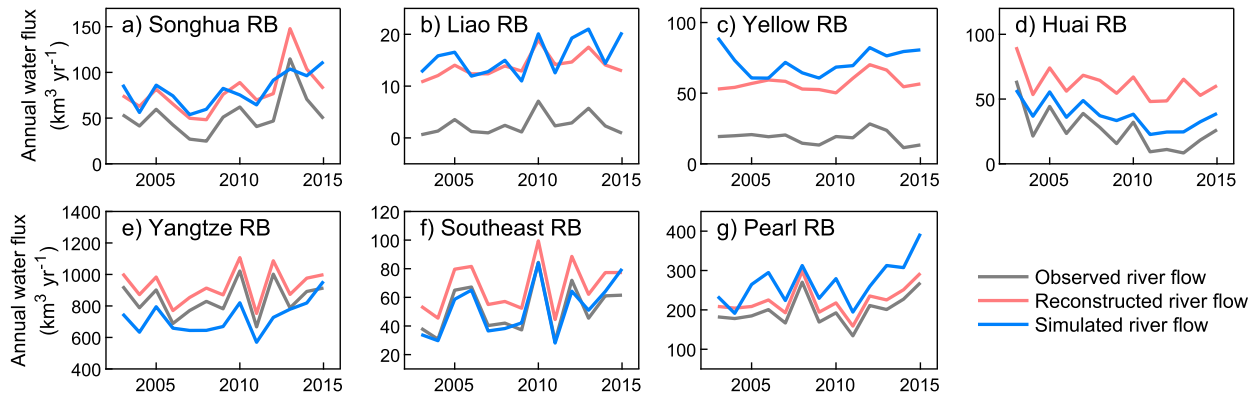 Annual water flux
(km³ yr⁻¹)
a) Songhua RB
150
100
50
0
2005 2010 2015
b) Liao RB
20
10
0
2005 2010 2015
c) Yellow RB
100
50
0
2005 2010 2015
d) Huai RB
100
50
0
2005 2010 2015
Annual water flux
(km³ yr⁻¹)
e) Yangtze RB
1400
1200
1000
800
600
400
2005 2010 2015
f) Southeast RB
120
100
80
60
40
20
2005 2010 2015
g) Pearl RB
400
300
200
100
2005 2010 2015
Observed river flow
Reconstructed river flow
Simulated river flow